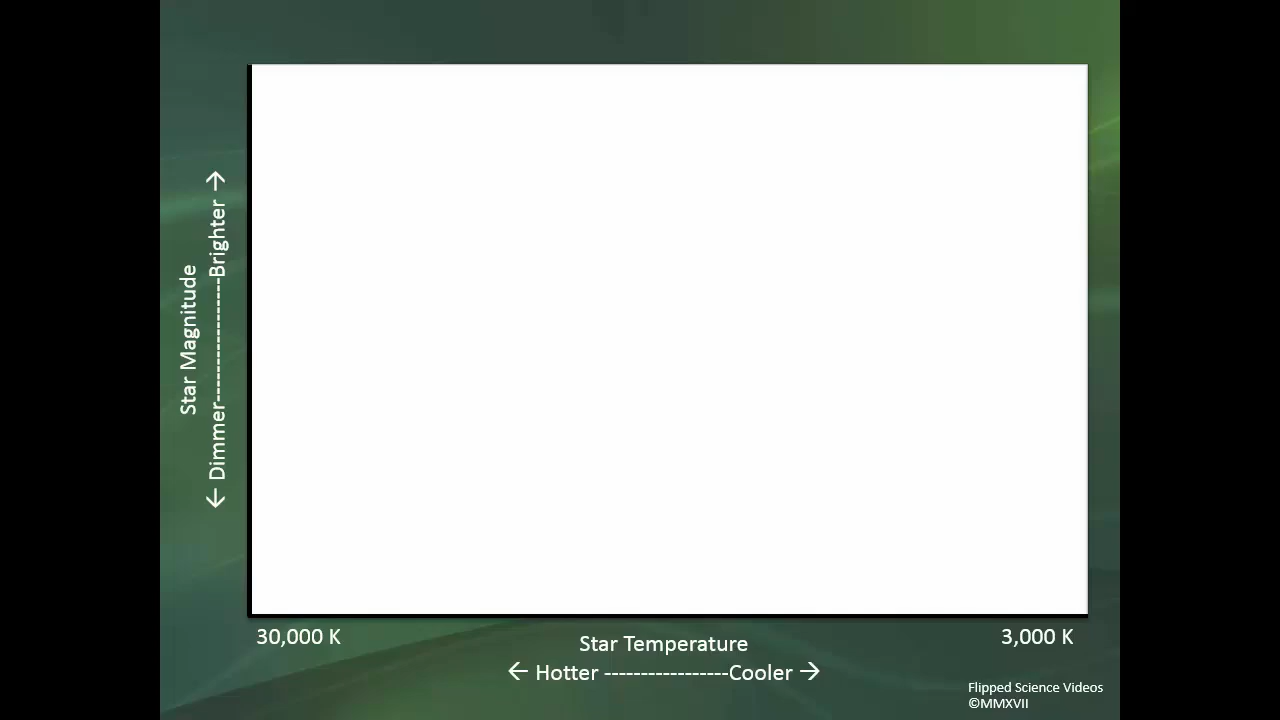 Star Magnitude
← Dimmer-----------------Brighter →
30,000 K
3,000 K
Star Temperature
← Hotter -----------------Cooler →
Flipped Science Videos
©MMXVII